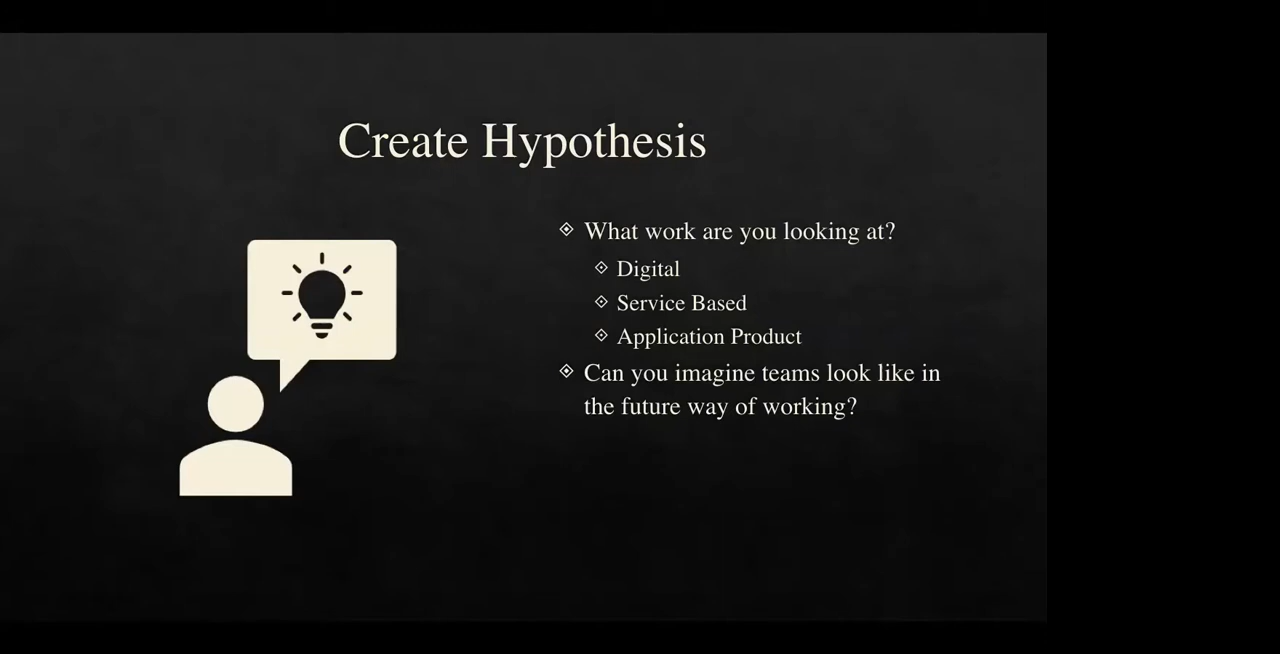 Create Hypothesis
What work are you looking at?
Digital
Service Based
Application Product
Can you imagine teams look like in
the future way of working?